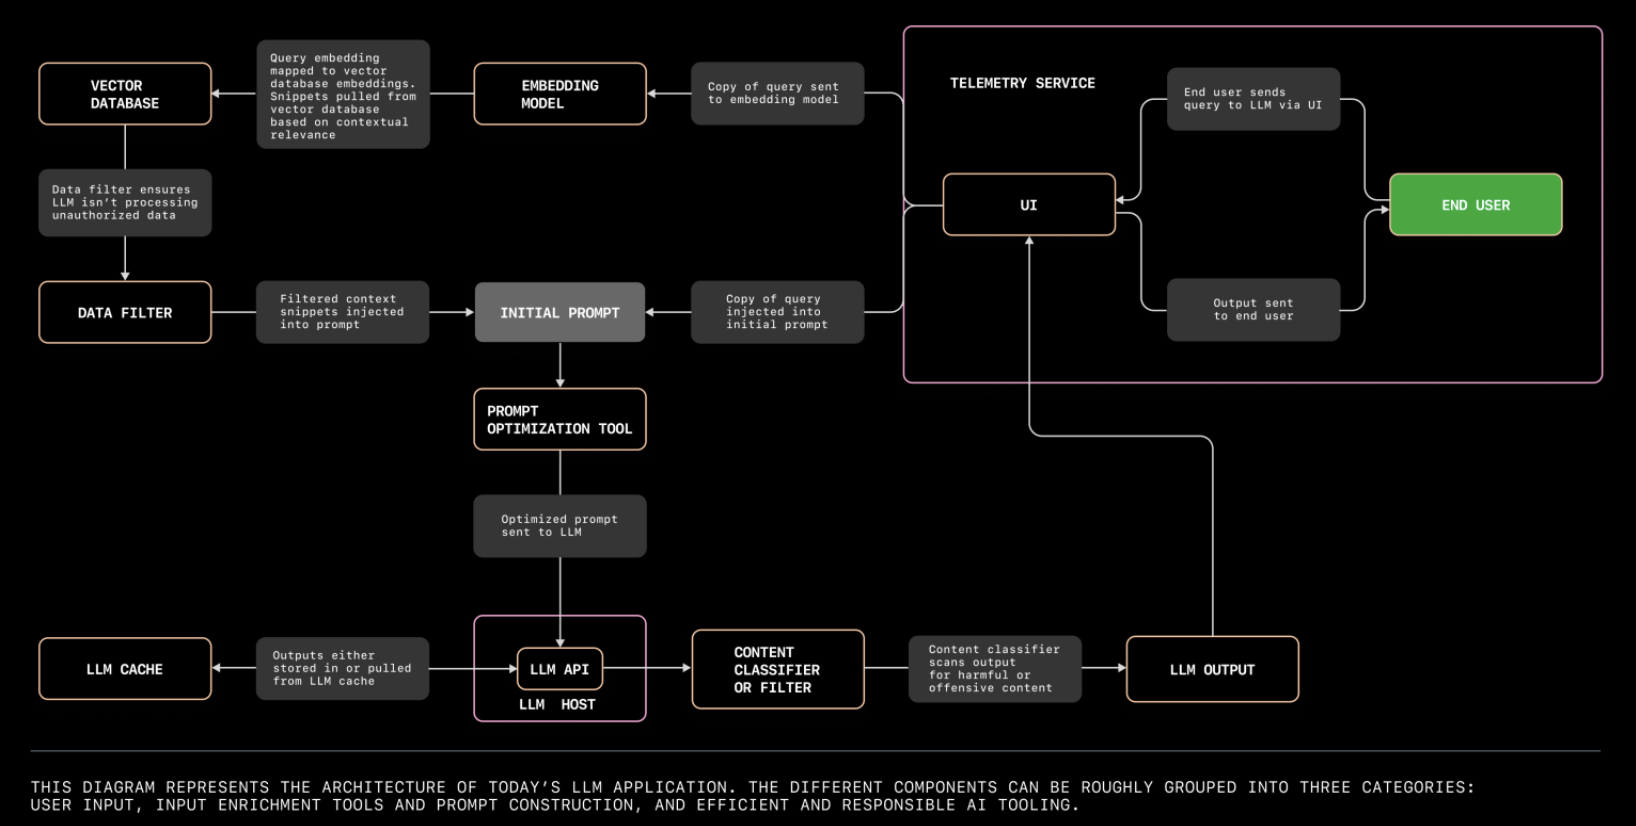 VECTOR
DATABASE
Query embedding
mapped to vector
database embeddings.
Snippets pulled from
vector database
based on contextual
relevance
EMBEDDING
MODEL
Copy of query sent
to embedding model
TELEMETRY SERVICE
End user sends
query to LLM via UI
Data filter ensures
LLM isn't processing
unauthorized data
UI
END USER
DATA FILTER
Filtered context
snippets injected
into prompt
INITIAL PROMPT
Copy of query
injected into
initial prompt
Output sent
to end user
PROMPT
OPTIMIZATION TOOL
Optimized prompt
sent to LLM
LLM CACHE
Outputs either
stored in or pulled
from LLM cache
LLM API
LLM HOST
CONTENT
CLASSIFIER
OR FILTER
Content classifier
scans output
for harmful or
offensive content
LLM OUTPUT
THIS DIAGRAM REPRESENTS THE ARCHITECTURE OF TODAY'S LLM APPLICATION. THE DIFFERENT COMPONENTS CAN BE ROUGHLY GROUPED INTO THREE CATEGORIES:
USER INPUT, INPUT ENRICHMENT TOOLS AND PROMPT CONSTRUCTION, AND EFFICIENT AND RESPONSIBLE AI TOOLING.